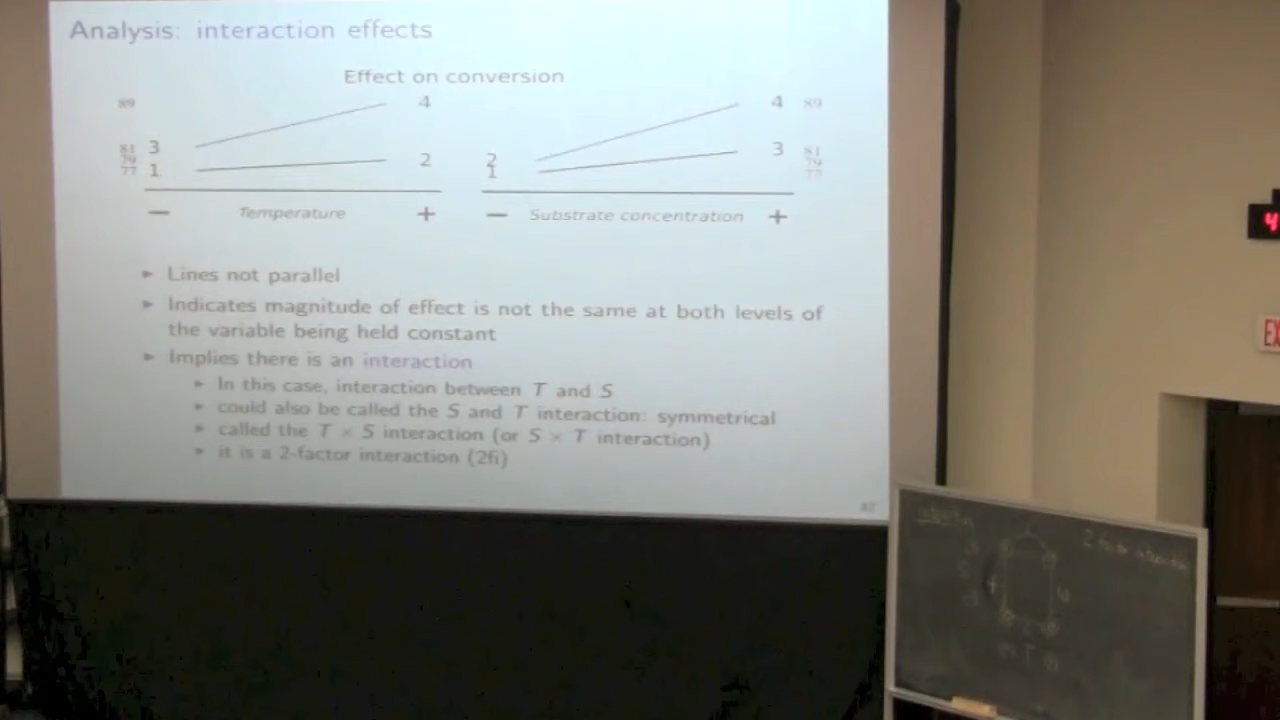 Analysis: interaction effects
Effect on conversion
89 4 4 89
81 3 3 81
79 2 2 79
77 1 1 77
− Temperature + − Substrate concentration +
► Lines not parallel
► Indicates magnitude of effect is not the same at both levels of
the variable being held constant
► Implies there is an interaction
► In this case, interaction between T and S
► could also be called the S and T interaction: symmetrical
► called the T × S interaction (or S × T interaction)
► it is a 2-factor interaction (2fi)
4
EX
2
T